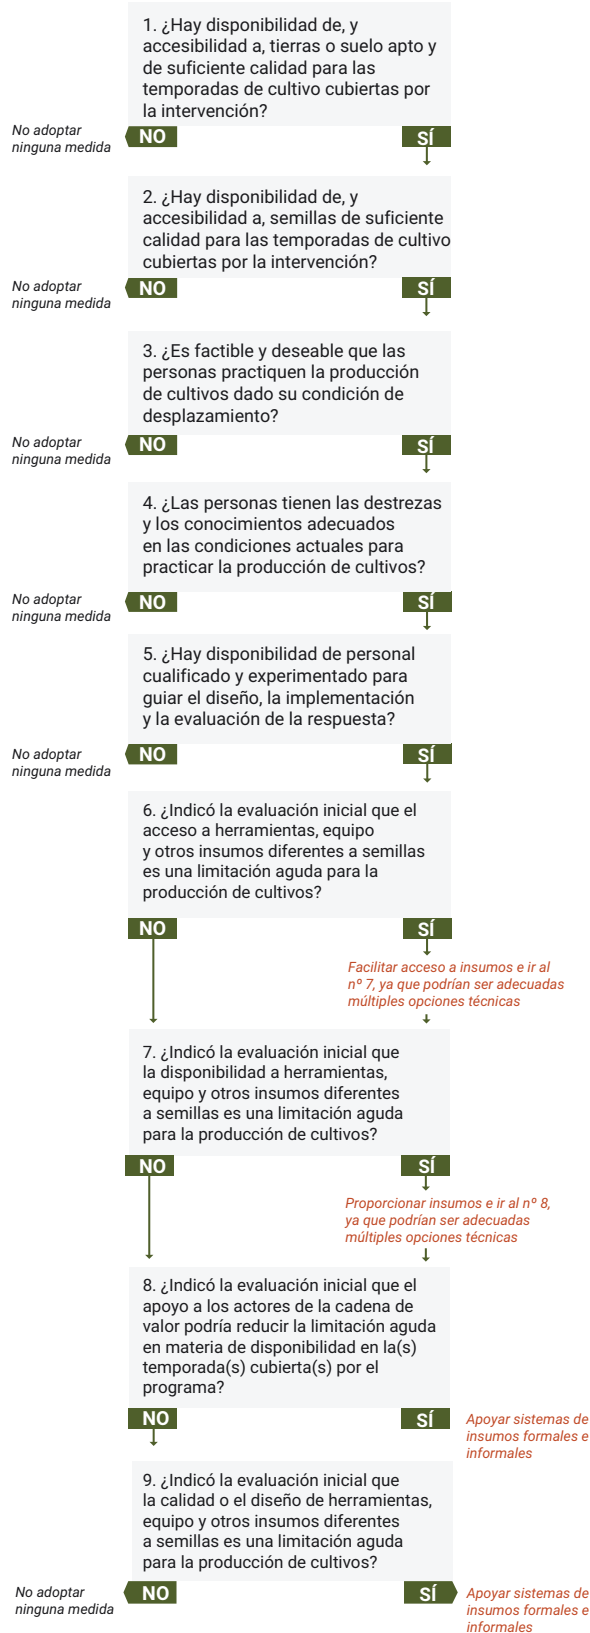 1. ¿Hay disponibilidad de, y
accesibilidad a, tierras o suelo apto y
de suficiente calidad para las
temporadas de cultivo cubiertas por
la intervención?
No adoptar
ninguna medida
NO
SÍ
2. ¿Hay disponibilidad de, y
accesibilidad a, semillas de suficiente
calidad para las temporadas de cultivo
cubiertas por la intervención?
No adoptar
ninguna medida
NO
SÍ
3. ¿Es factible y deseable que las
personas practiquen la producción
de cultivos dado su condición de
desplazamiento?
No adoptar
ninguna medida
NO
SÍ
4. ¿Las personas tienen las destrezas
y los conocimientos adecuados
en las condiciones actuales para
practicar la producción de cultivos?
No adoptar
ninguna medida
NO
SÍ
5. ¿Hay disponibilidad de personal
cualificado y experimentado para
guiar el diseño, la implementación
y la evaluación de la respuesta?
No adoptar
ninguna medida
NO
SÍ
6. ¿Indicó la evaluación inicial que el
acceso a herramientas, equipo
y otros insumos diferentes a semillas
es una limitación aguda para la
producción de cultivos?
NO
SÍ
Facilitar acceso a insumos e ir al
nº 7, ya que podrían ser adecuadas
múltiples opciones técnicas
7. ¿Indicó la evaluación inicial que
la disponibilidad a herramientas,
equipo y otros insumos diferentes
a semillas es una limitación aguda
para la producción de cultivos?
NO
SÍ
Proporcionar insumos e ir al nº 8,
ya que podrían ser adecuadas
múltiples opciones técnicas
8. ¿Indicó la evaluación inicial que el
apoyo a los actores de la cadena de
valor podría reducir la limitación aguda
en materia de disponibilidad en la(s)
temporada(s) cubierta(s) por el
programa?
NO
SÍ
Apoyar sistemas de
insumos formales e
informales
9. ¿Indicó la evaluación inicial que
la calidad o el diseño de herramientas,
equipo y otros insumos diferentes
a semillas es una limitación aguda
para la producción de cultivos?
No adoptar
ninguna medida
NO
SÍ
Apoyar sistemas de
insumos formales e
informales